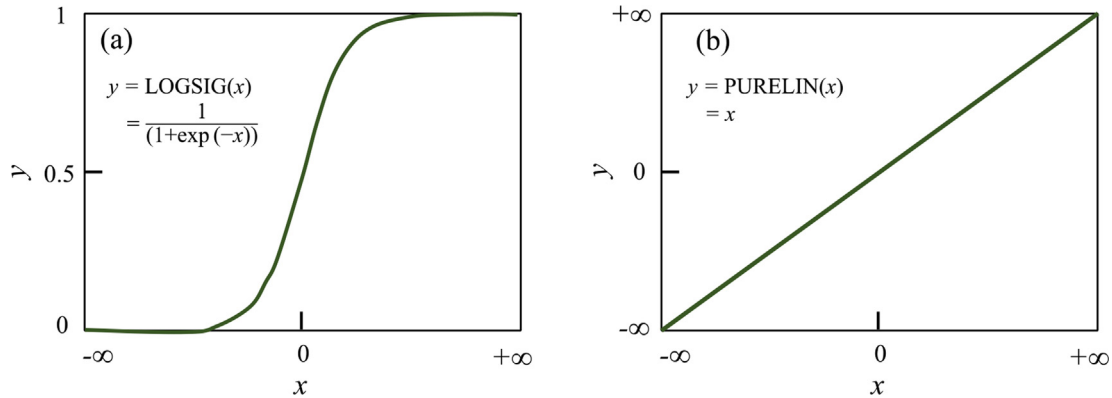 (a)
y = LOGSIG(x)
= 1
(1+exp (−x))
1
0.5
0
y
-∞
0
+∞
x
(b)
y = PURELIN(x)
= x
+∞
0
-∞
y
-∞
0
+∞
x